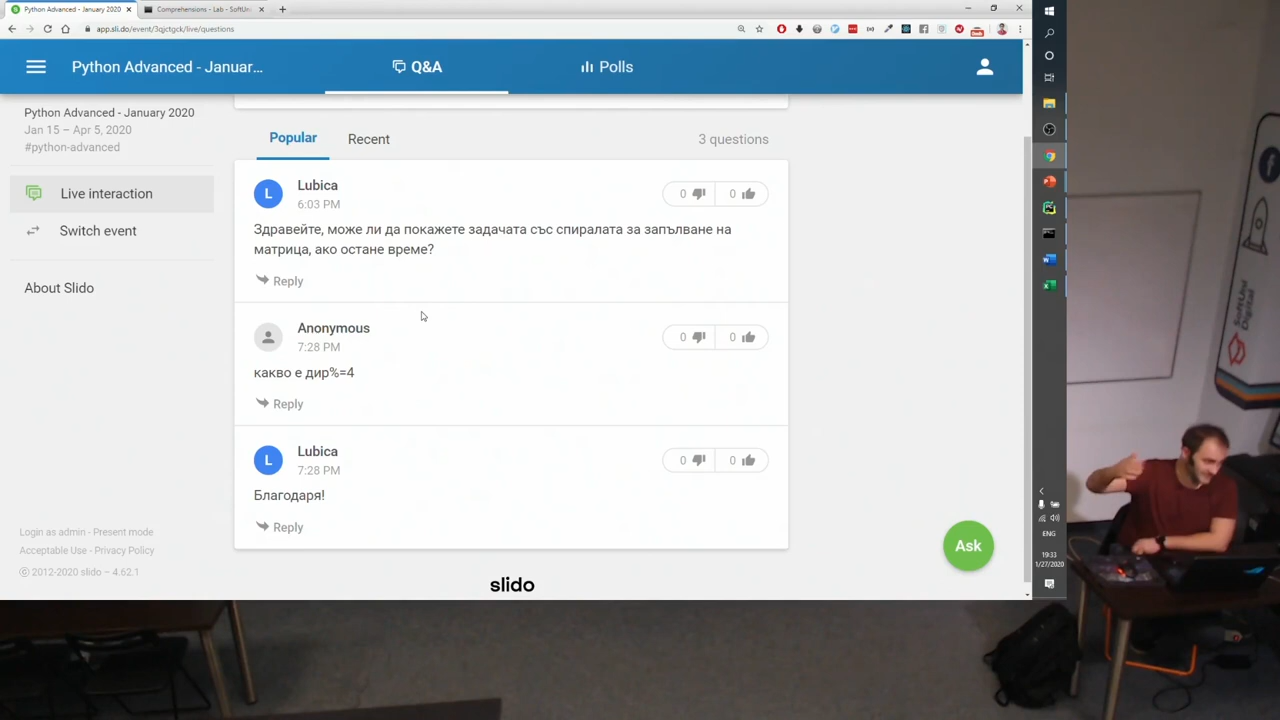 Python Advanced - January 2020
Comprehensions - Lab - SoftUni
app.sli.do/event/3qjctgck/live/questions
Python Advanced - Januar...
Q&A
Polls
Python Advanced - January 2020
Jan 15 – Apr 5, 2020
#python-advanced
Live interaction
Switch event
About Slido
Popular
Recent
3 questions
L
Lubica
6:03 PM
0
0
Здравейте, може ли да покажете задачата със спиралата за запълване на
матрица, ако остане време?
Reply
Anonymous
7:28 PM
0
0
какво е дир%=4
Reply
L
Lubica
7:28 PM
0
0
Благодаря!
Reply
Login as admin - Present mode
Acceptable Use - Privacy Policy
© 2012-2020 slido – 4.62.1
Ask
slido
ENG
19:33
1/27/2020
SoftUni
Digital